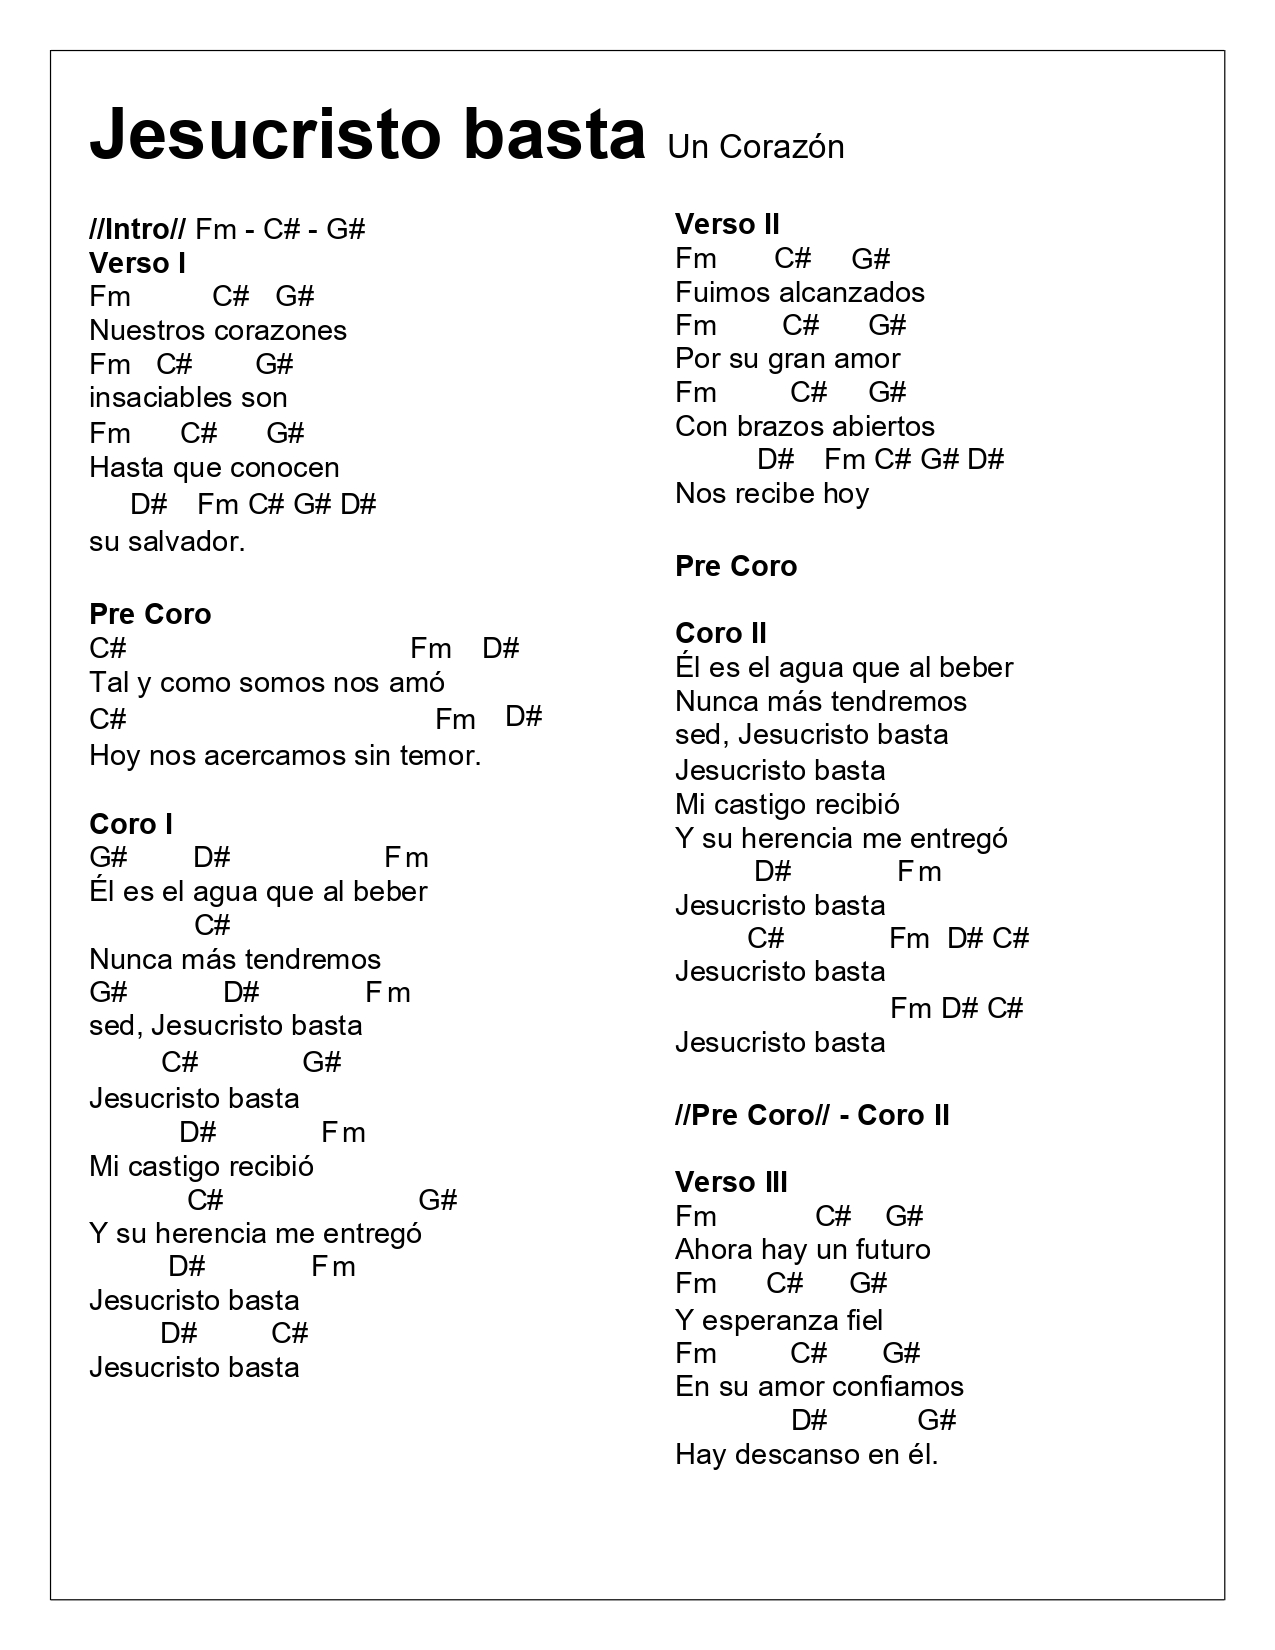 Jesucristo basta Un Corazón
//Intro// Fm - C# - G#
Verso I
Fm C# G#
Nuestros corazones
Fm C# G#
insaciables son
Fm C# G#
Hasta que conocen
D# Fm C# G# D#
su salvador.
Pre Coro
C# Fm D#
Tal y como somos nos amó
C# Fm D#
Hoy nos acercamos sin temor.
Coro I
G# D# Fm
Él es el agua que al beber
C#
Nunca más tendremos
G# D# Fm
sed, Jesucristo basta
C# G#
Jesucristo basta
D# Fm
Mi castigo recibió
C# G#
Y su herencia me entregó
D# Fm
Jesucristo basta
D# C#
Jesucristo basta
Verso II
Fm C# G#
Fuimos alcanzados
Fm C# G#
Por su gran amor
Fm C# G#
Con brazos abiertos
D# Fm C# G# D#
Nos recibe hoy
Pre Coro
Coro II
Él es el agua que al beber
Nunca más tendremos
sed, Jesucristo basta
Jesucristo basta
Mi castigo recibió
Y su herencia me entregó
D# Fm
Jesucristo basta
C# Fm D# C#
Jesucristo basta
Fm D# C#
Jesucristo basta
//Pre Coro// - Coro II
Verso III
Fm C# G#
Ahora hay un futuro
Fm C# G#
Y esperanza fiel
Fm C# G#
En su amor confiamos
D# G#
Hay descanso en él.